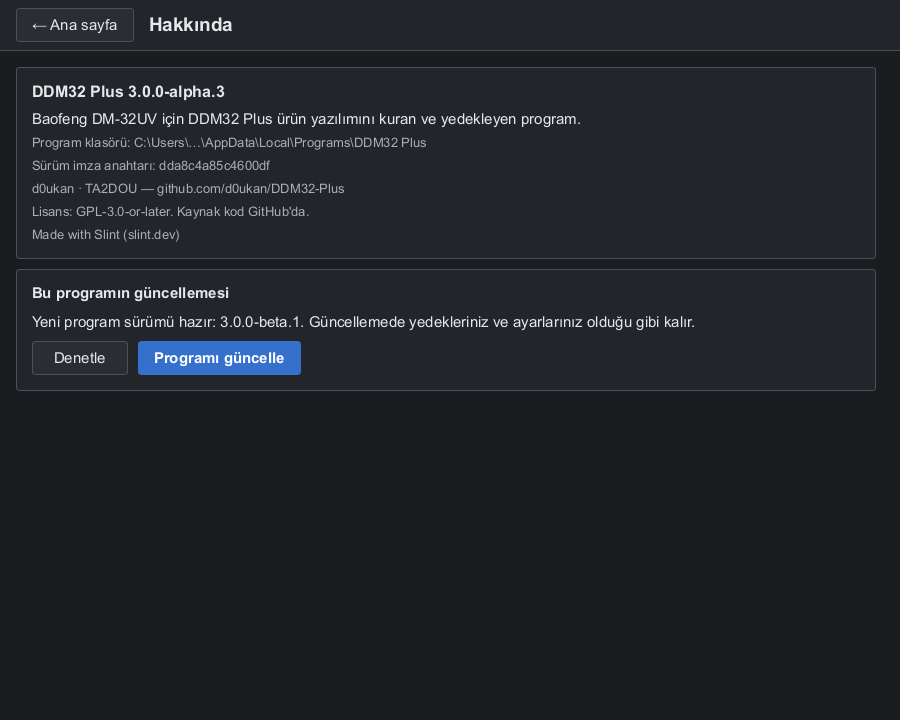 ← Ana sayfa Hakkında
DDM32 Plus 3.0.0-alpha.3
Baofeng DM-32UV için DDM32 Plus ürün yazılımını kuran ve yedekleyen program.
Program klasörü: C:\Users\...\AppData\Local\Programs\DDM32 Plus
Sürüm imza anahtarı: dda8c4a85c4600df
d0ukan · TA2DOU — github.com/d0ukan/DDM32-Plus
Lisans: GPL-3.0-or-later. Kaynak kod GitHub'da.
Made with Slint (slint.dev)
Bu programın güncellemesi
Yeni program sürümü hazır: 3.0.0-beta.1. Güncellemede yedekleriniz ve ayarlarınız olduğu gibi kalır.
Denetle Programı güncelle